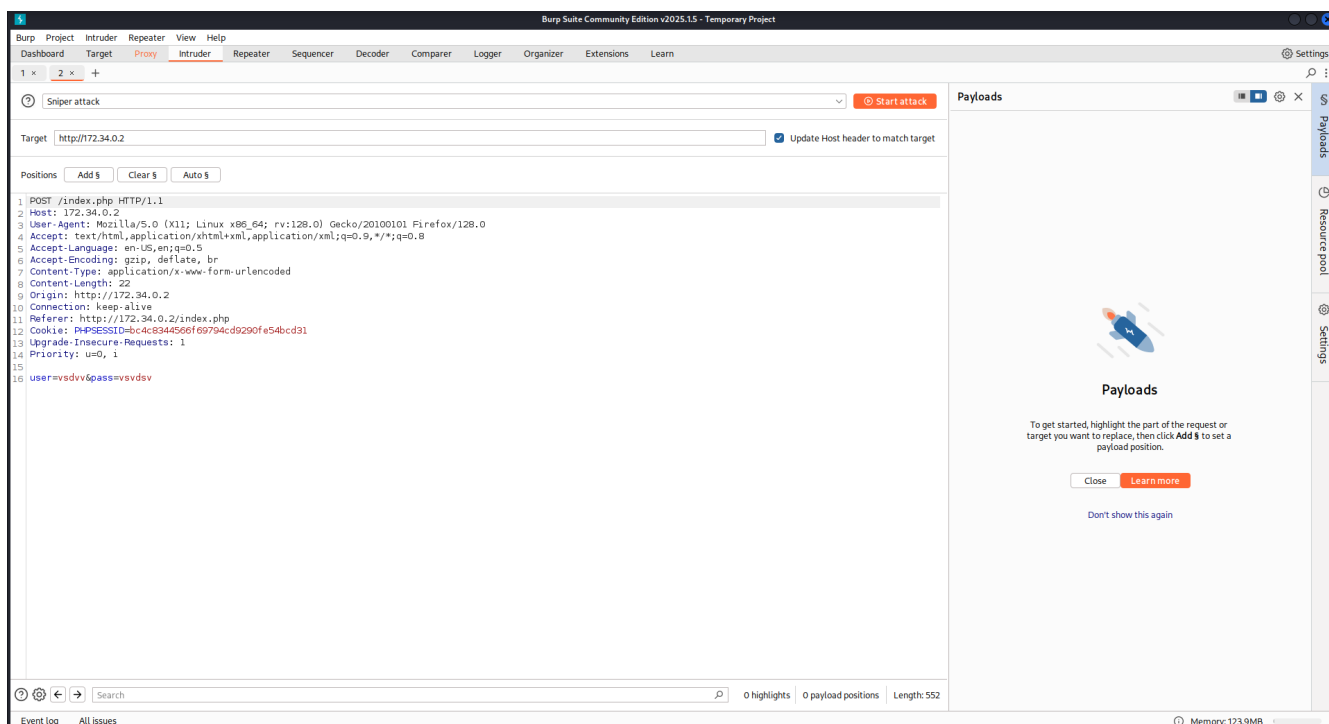 Burp Suite Community Edition v2025.1.5 - Temporary Project
Burp Project Intruder Repeater View Help
Dashboard Target Proxy Intruder Repeater Sequencer Decoder Comparer Logger Organizer Extensions Learn Settings
1 × 2 × +
Sniper attack Start attack
Target http://172.34.0.2 Update Host header to match target
Positions Add § Clear § Auto §
1 POST /index.php HTTP/1.1
2 Host: 172.34.0.2
3 User-Agent: Mozilla/5.0 (X11; Linux x86_64; rv:128.0) Gecko/20100101 Firefox/128.0
4 Accept: text/html,application/xhtml+xml,application/xml;q=0.9,*/*;q=0.8
5 Accept-Language: en-US,en;q=0.5
6 Accept-Encoding: gzip, deflate, br
7 Content-Type: application/x-www-form-urlencoded
8 Content-Length: 22
9 Origin: http://172.34.0.2
10 Connection: keep-alive
11 Referer: http://172.34.0.2/index.php
12 Cookie: PHPSESSID=bc4c8344566f69794cd9290fe54bcd31
13 Upgrade-Insecure-Requests: 1
14 Priority: u=0, i
15
16 user=vsdvv&pass=vsvdsv
Search 0 highlights 0 payload positions Length: 552
Payloads
Payloads
To get started, highlight the part of the request or
target you want to replace, then click Add § to set a
payload position.
Close Learn more
Don't show this again
§ Payloads
Resource pool
Settings
Event log All issues Memory: 123.9MB